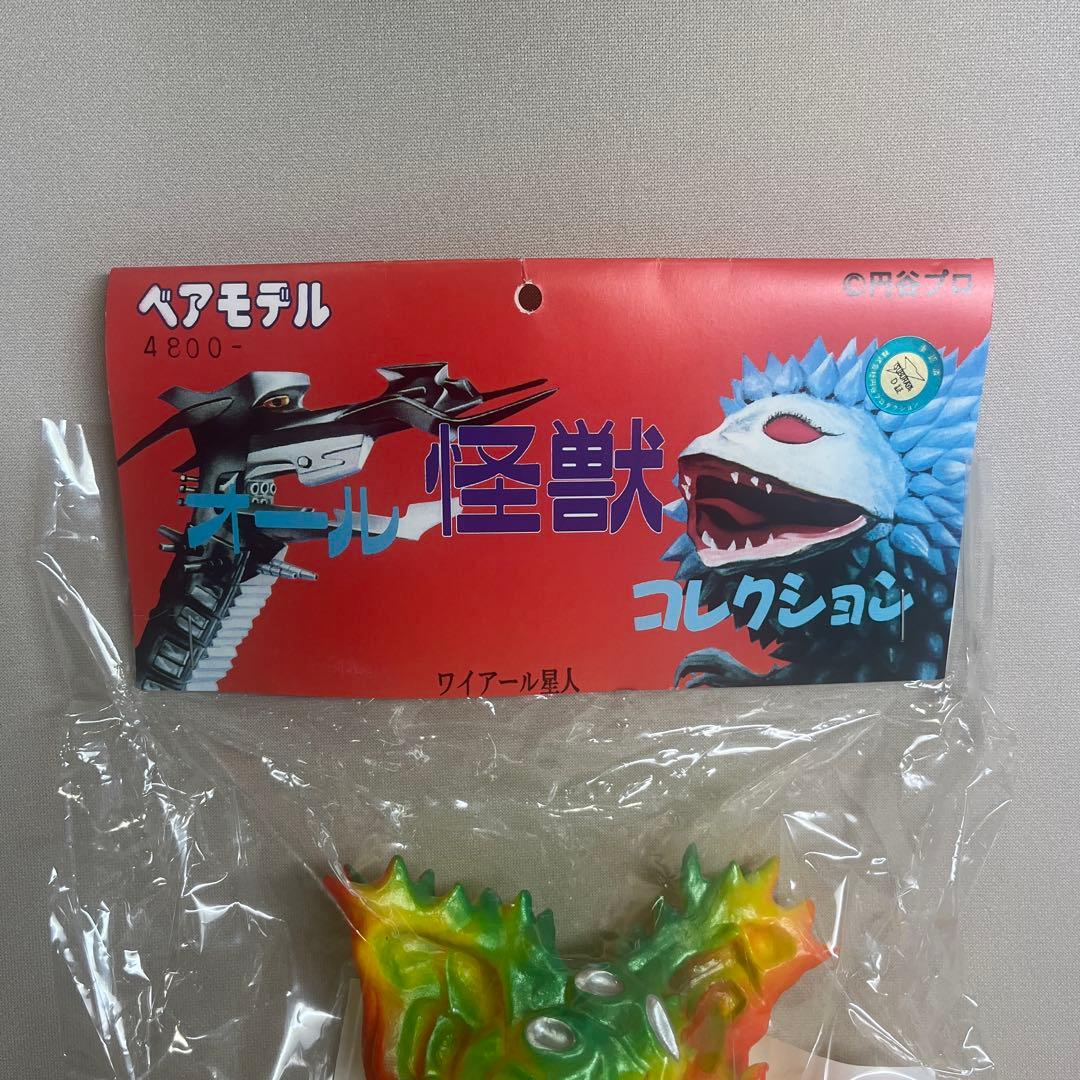 ベアモデル
4800-
©円谷プロ
オール
怪獣
コレクション
ワイアール星人